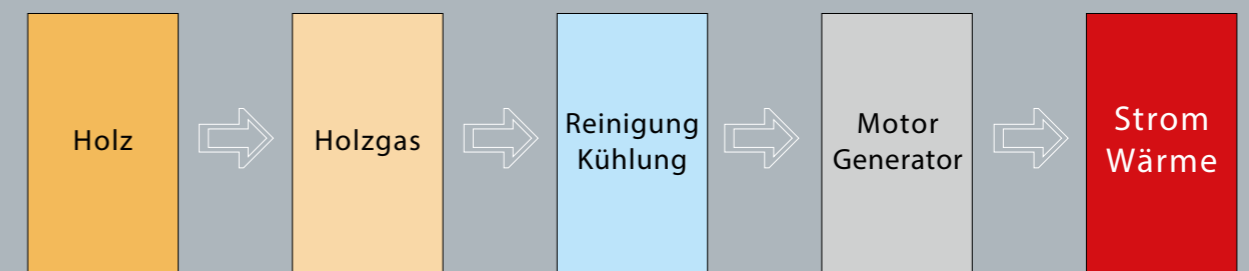 Holz
Holzgas
Reinigung
Kühlung
Motor
Generator
Strom
Wärme